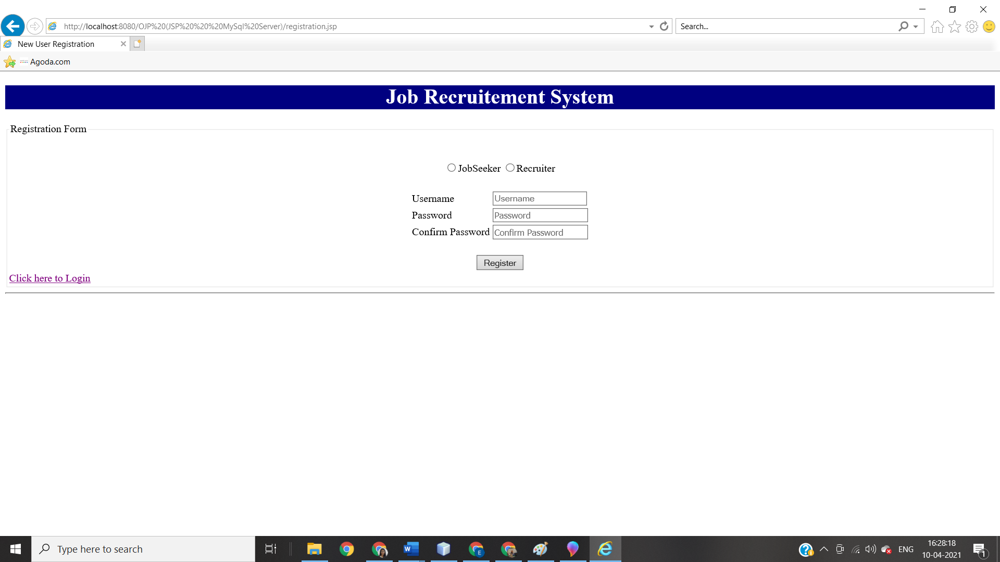 http://localhost:8080/OJP%20(JSP%20%20%20MySql%20Server)/registration.jsp
Search...
New User Registration
Agoda.com
Job Recruitement System
Registration Form
JobSeeker Recruiter
Username Username
Password Password
Confirm Password Confirm Password
Register
Click here to Login
Type here to search
ENG
16:28:18
10-04-2021
1